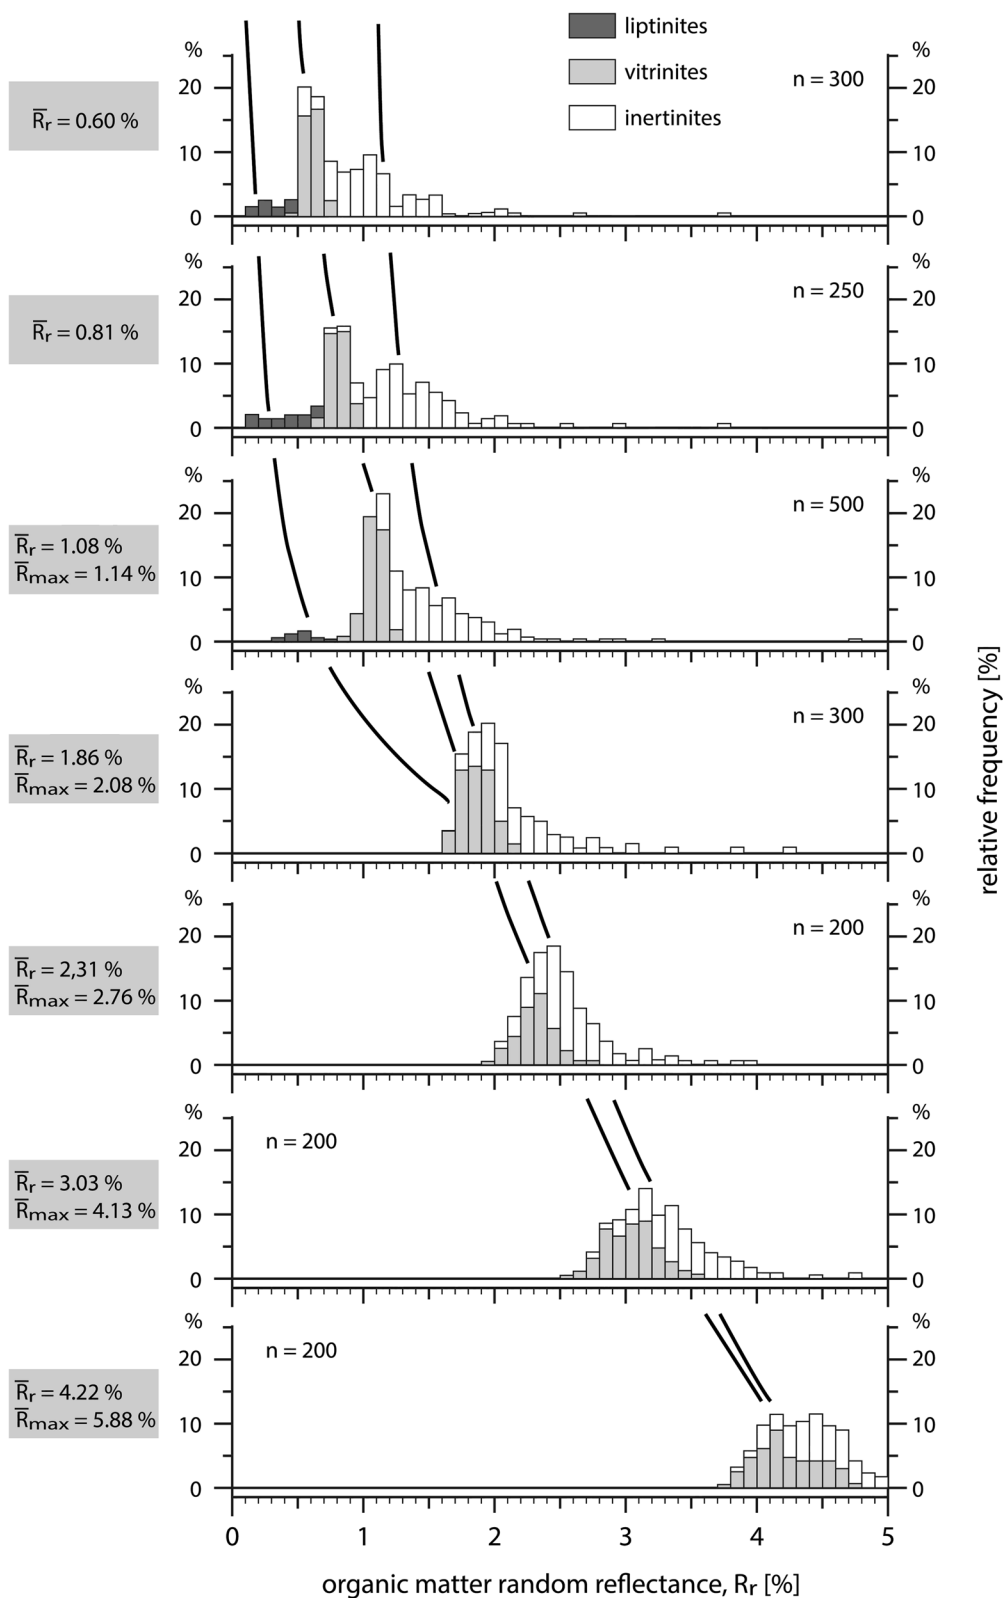 liptinites
vitrinites
inertinites
%
20
10
0
R̅r = 0.60 %
n = 300
%
20
10
0
%
20
10
0
R̅r = 0.81 %
n = 250
%
20
10
0
%
20
10
0
R̅r = 1.08 %
R̅max = 1.14 %
n = 500
%
20
10
0
%
20
10
0
R̅r = 1.86 %
R̅max = 2.08 %
n = 300
%
20
10
0
%
20
10
0
R̅r = 2,31 %
R̅max = 2.76 %
n = 200
%
20
10
0
%
20
10
0
R̅r = 3.03 %
R̅max = 4.13 %
n = 200
%
20
10
0
%
20
10
0
R̅r = 4.22 %
R̅max = 5.88 %
n = 200
%
20
10
0
0 1 2 3 4 5
organic matter random reflectance, Rr [%]
relative frequency [%]